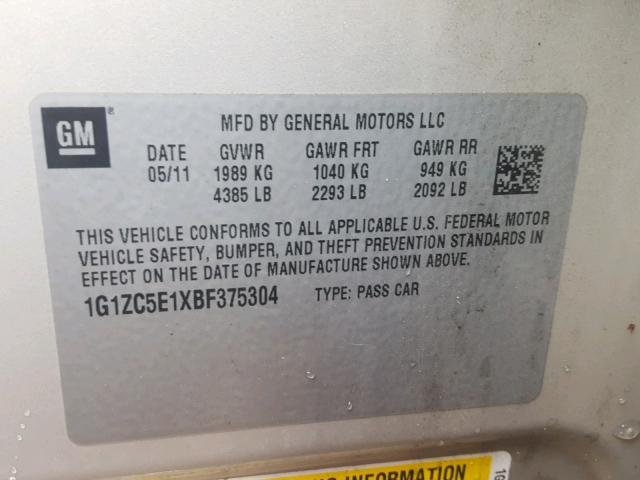 GM
MFD BY GENERAL MOTORS LLC
DATE GVWR GAWR FRT GAWR RR
05/11 1989 KG 1040 KG 949 KG
4385 LB 2293 LB 2092 LB
THIS VEHICLE CONFORMS TO ALL APPLICABLE U.S. FEDERAL MOTOR
VEHICLE SAFETY, BUMPER, AND THEFT PREVENTION STANDARDS IN
EFFECT ON THE DATE OF MANUFACTURE SHOWN ABOVE.
1G1ZC5E1XBF375304 TYPE: PASS CAR
INFORMATION